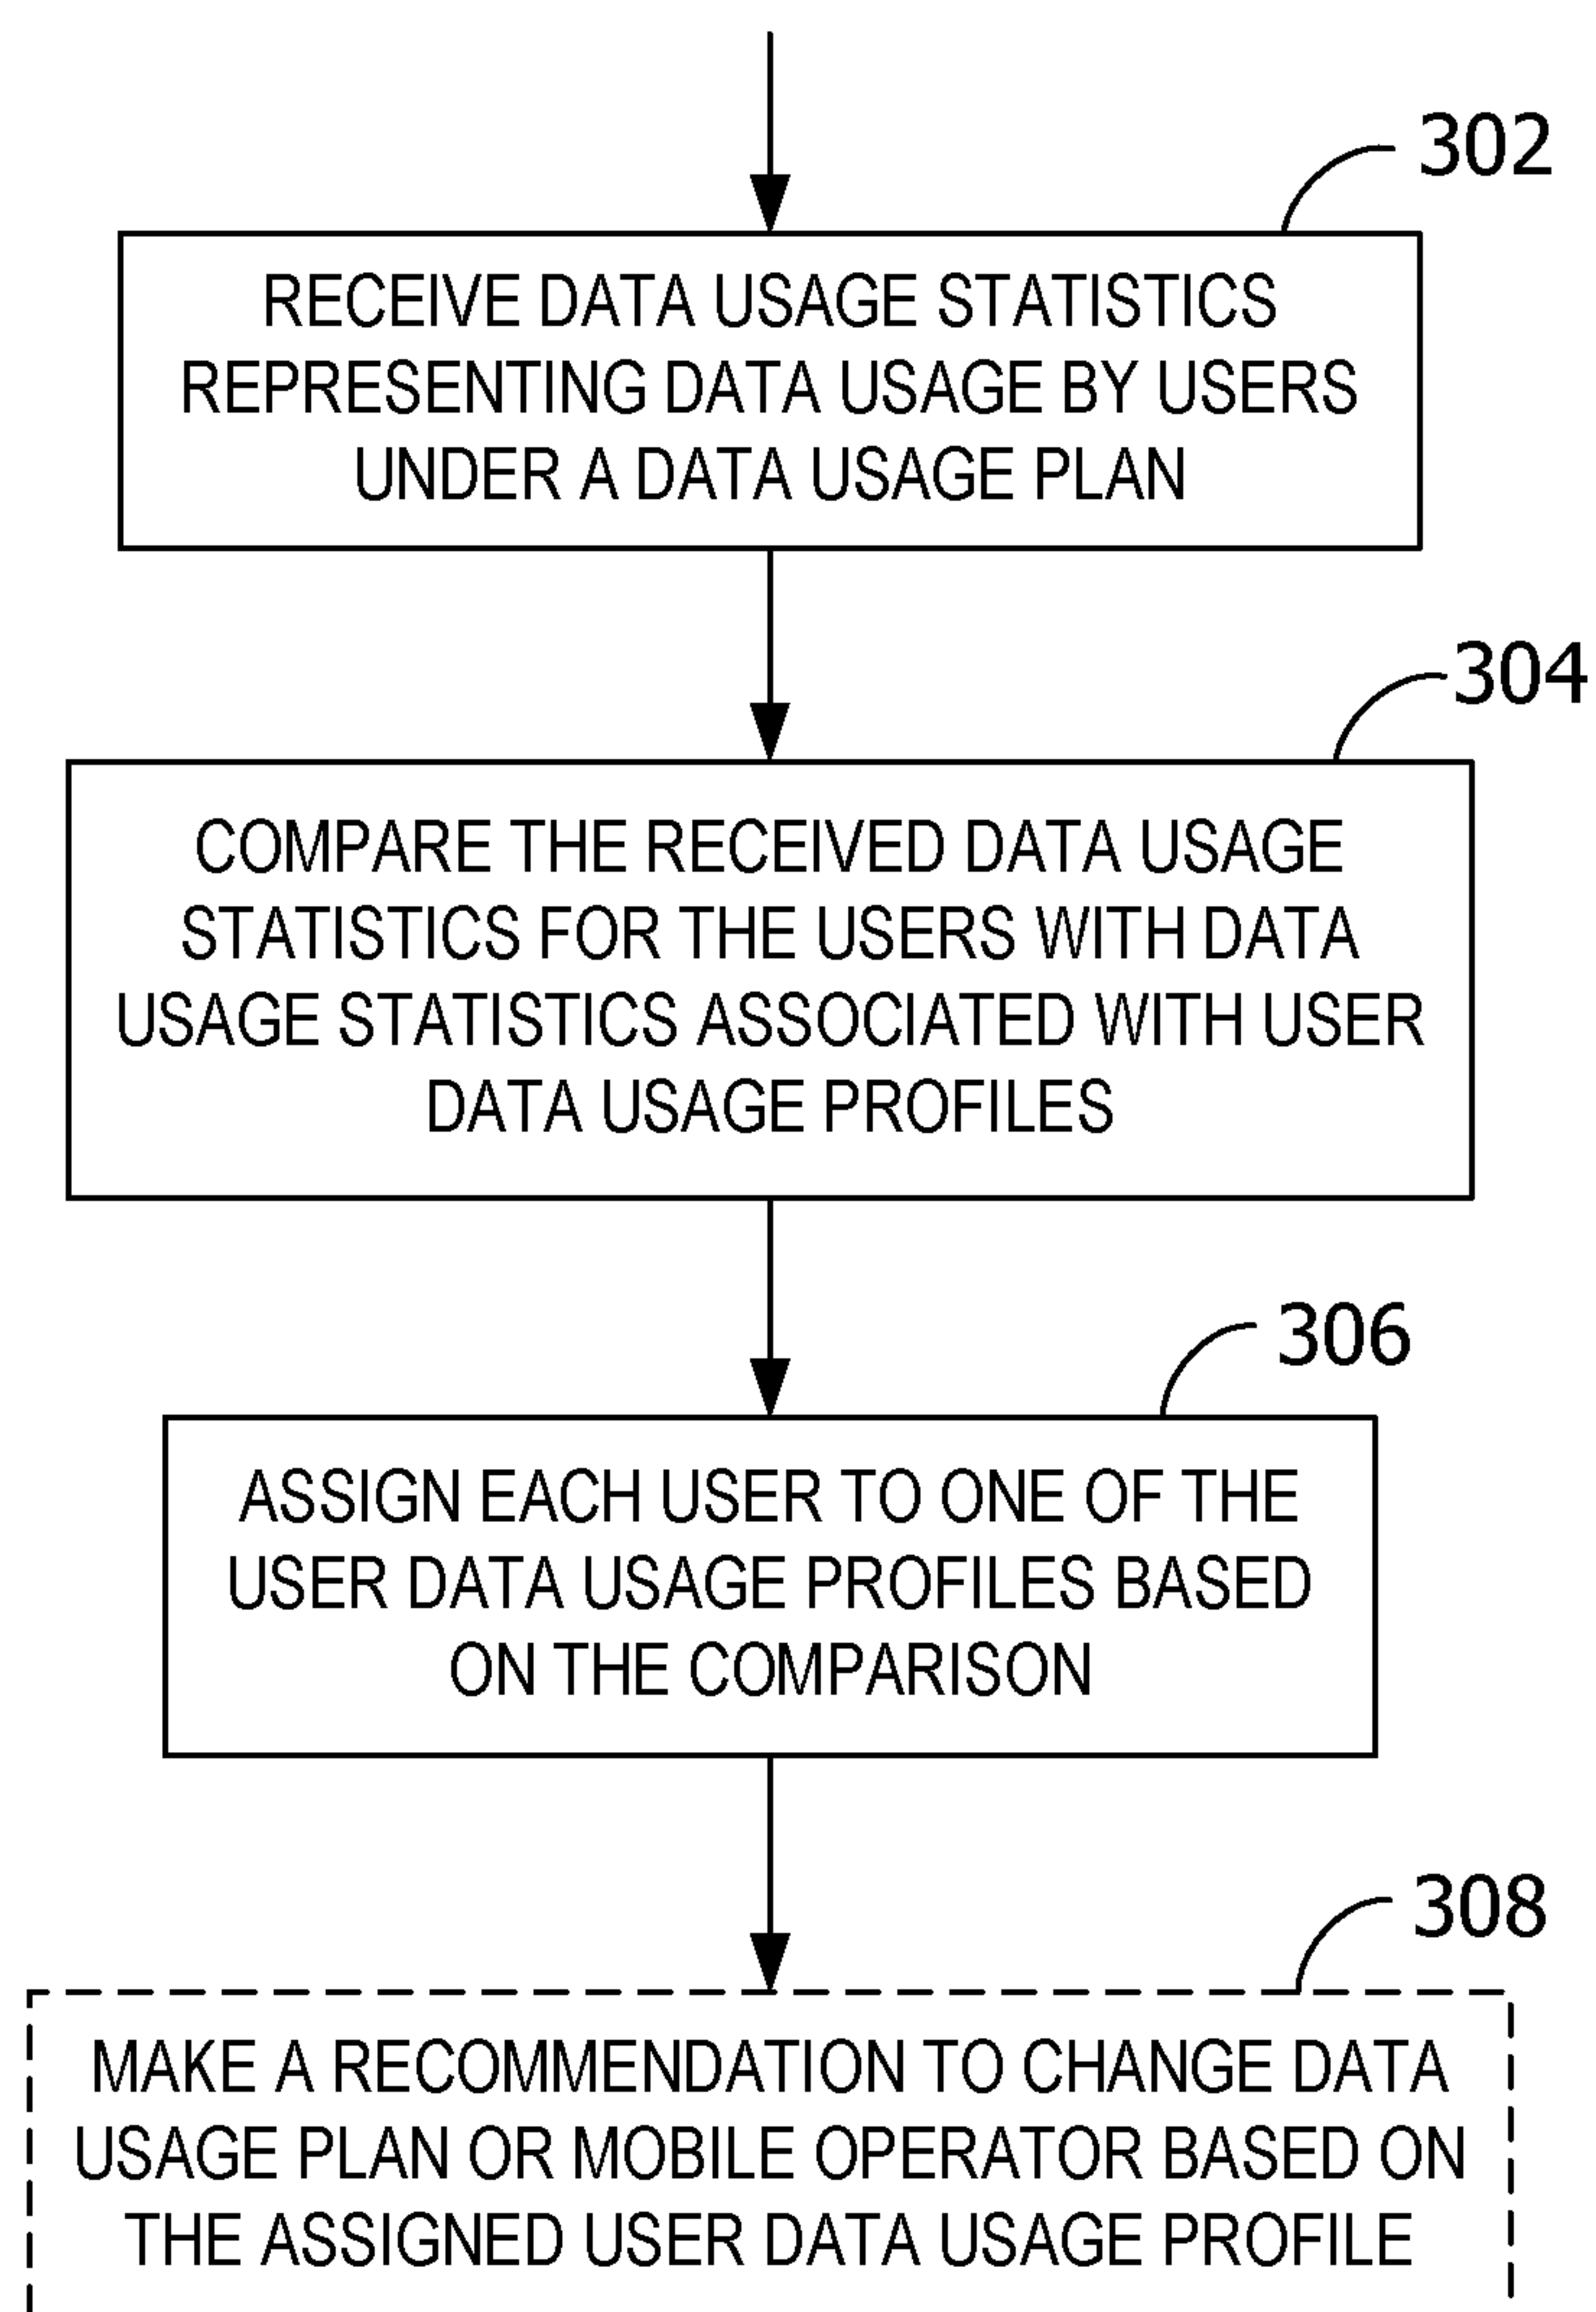 302
RECEIVE DATA USAGE STATISTICS
REPRESENTING DATA USAGE BY USERS
UNDER A DATA USAGE PLAN
304
COMPARE THE RECEIVED DATA USAGE
STATISTICS FOR THE USERS WITH DATA
USAGE STATISTICS ASSOCIATED WITH USER
DATA USAGE PROFILES
306
ASSIGN EACH USER TO ONE OF THE
USER DATA USAGE PROFILES BASED
ON THE COMPARISON
308
MAKE A RECOMMENDATION TO CHANGE DATA
USAGE PLAN OR MOBILE OPERATOR BASED ON
THE ASSIGNED USER DATA USAGE PROFILE